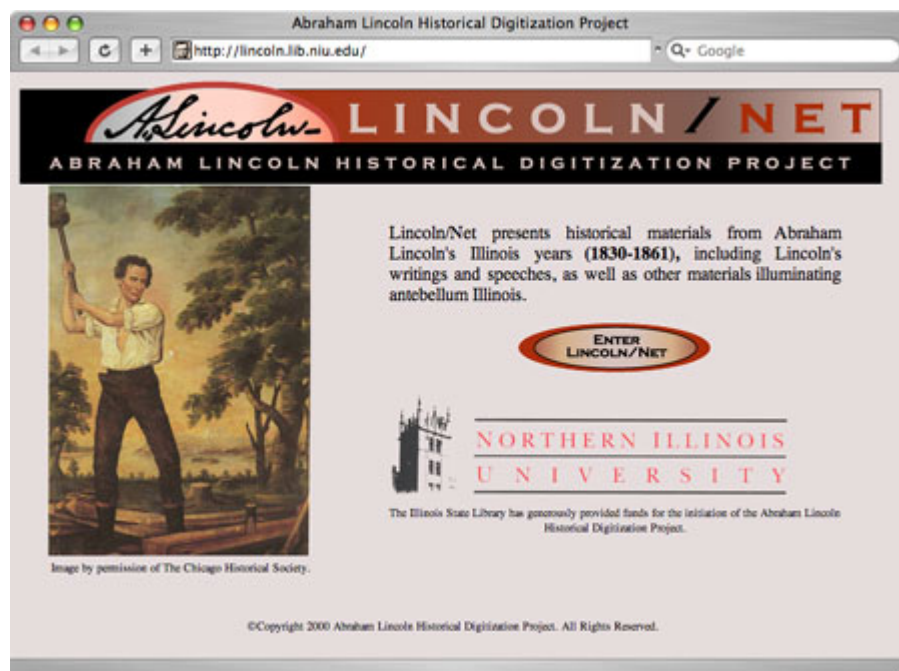 Abraham Lincoln Historical Digitization Project
http://lincoln.lib.niu.edu/
Google
A.Lincoln
LINCOLN/NET
ABRAHAM LINCOLN HISTORICAL DIGITIZATION PROJECT
Lincoln/Net presents historical materials from Abraham
Lincoln's Illinois years (1830-1861), including Lincoln's
writings and speeches, as well as other materials illuminating
antebellum Illinois.
ENTER
LINCOLN/NET
NORTHERN ILLINOIS
UNIVERSITY
The Illinois State Library has generously provided funds for the initiation of the Abraham Lincoln
Historical Digitization Project.
Image by permission of The Chicago Historical Society.
©Copyright 2000 Abraham Lincoln Historical Digitization Project. All Rights Reserved.